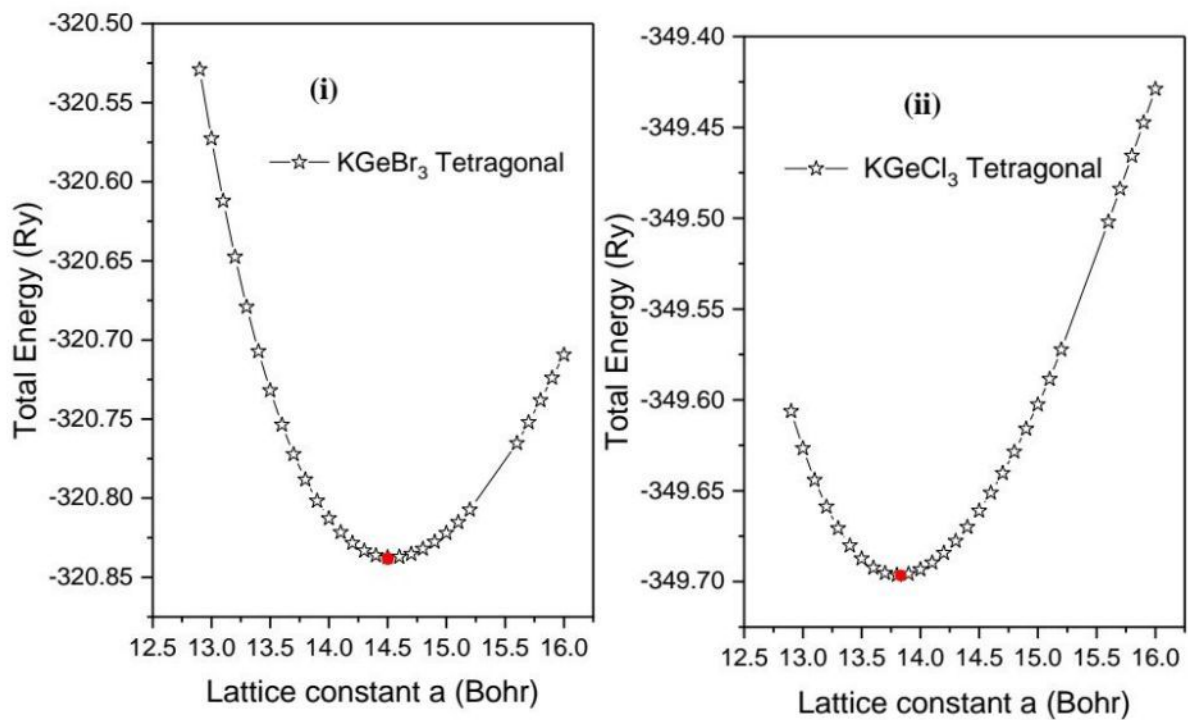 -320.50
-320.55
-320.60
-320.65
-320.70
-320.75
-320.80
-320.85
Total Energy (Ry)
(i)
KGeBr₃ Tetragonal
12.5 13.0 13.5 14.0 14.5 15.0 15.5 16.0
Lattice constant a (Bohr)
-349.40
-349.45
-349.50
-349.55
-349.60
-349.65
-349.70
Total Energy (Ry)
(ii)
KGeCl₃ Tetragonal
12.5 13.0 13.5 14.0 14.5 15.0 15.5 16.0
Lattice constant a (Bohr)